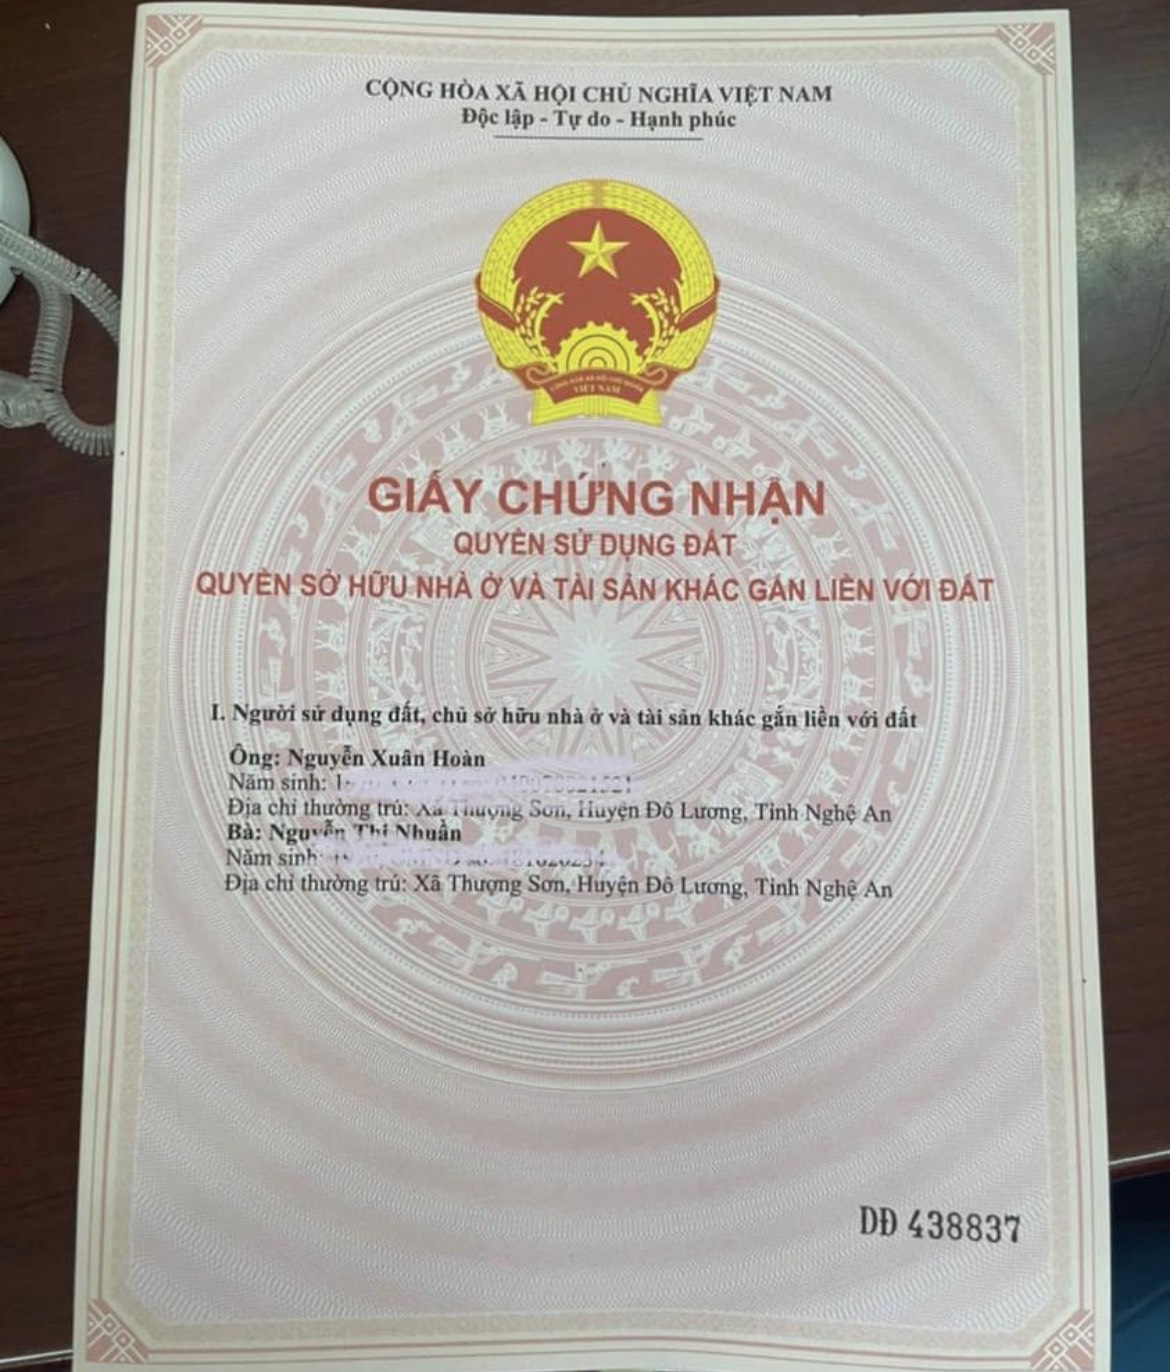 CỘNG HÒA XÃ HỘI CHỦ NGHĨA VIỆT NAM
Độc lập - Tự do - Hạnh phúc
VIỆT NAM
GIẤY CHỨNG NHẬN
QUYỀN SỬ DỤNG ĐẤT
QUYỀN SỞ HỮU NHÀ Ở VÀ TÀI SẢN KHÁC GẮN LIỀN VỚI ĐẤT
I. Người sử dụng đất, chủ sở hữu nhà ở và tài sản khác gắn liền với đất
Ông: Nguyễn Xuân Hoàn
Năm sinh:
Địa chỉ thường trú: Xã Thượng Sơn, Huyện Đô Lương, Tỉnh Nghệ An
Bà: Nguyễn Thị Nhuần
Năm sinh:
Địa chỉ thường trú: Xã Thượng Sơn, Huyện Đô Lương, Tỉnh Nghệ An
DĐ 438837